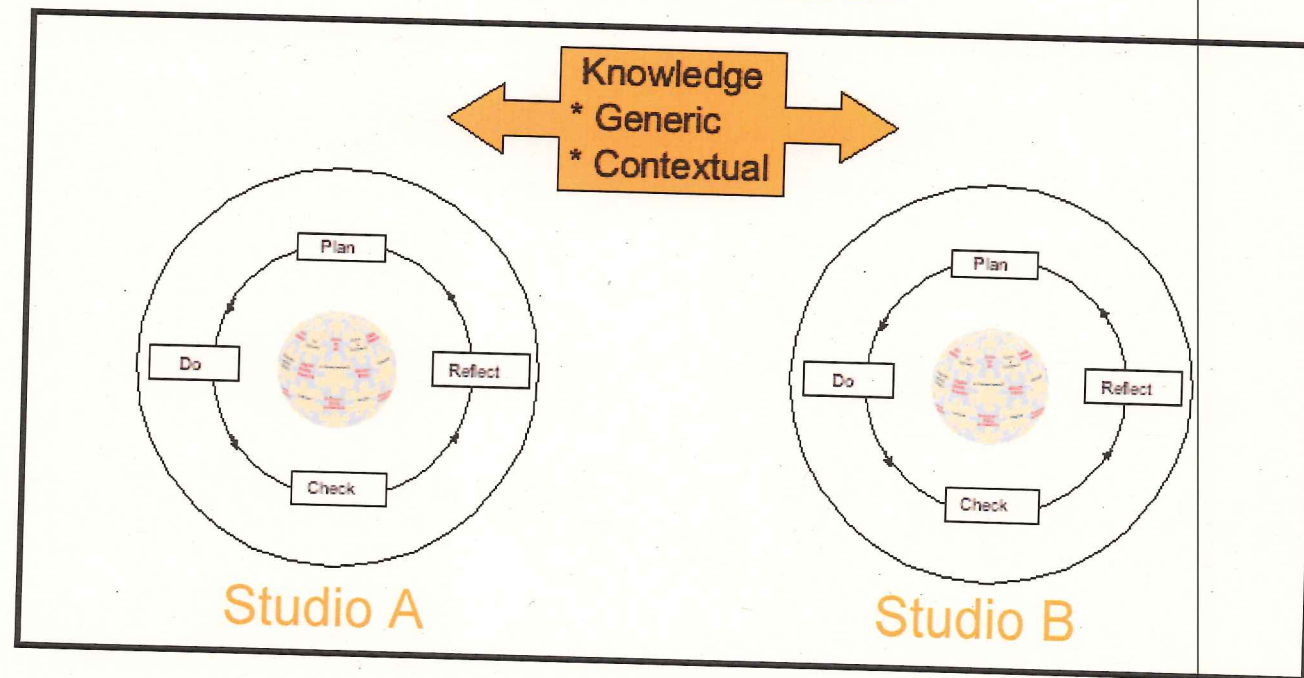 Knowledge
* Generic
* Contextual
Plan
Do
Reflect
Check
Studio A
Plan
Do
Reflect
Check
Studio B